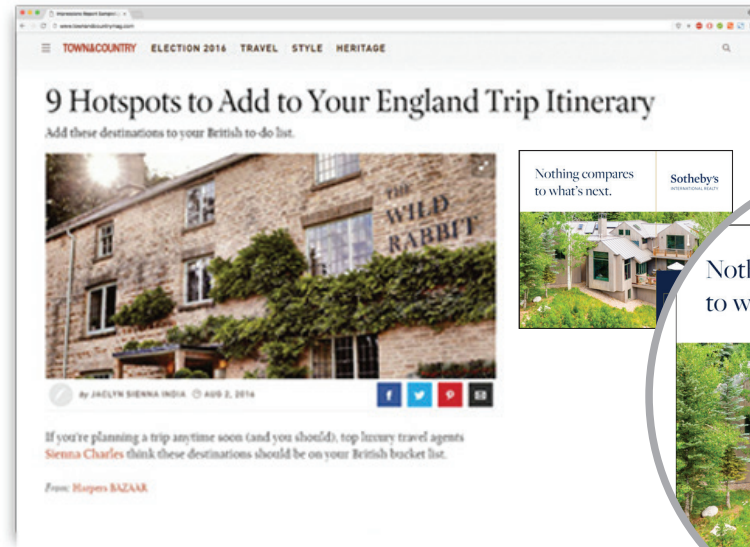 www.townandcountrymag.com
TOWN&COUNTRY ELECTION 2016 TRAVEL STYLE HERITAGE
9 Hotspots to Add to Your England Trip Itinerary
Add these destinations to your British to-do list.
THE
WILD
RABBIT
By JACLYN SIENNA INDIA AUG 2, 2016
If you're planning a trip anytime soon (and you should), top luxury travel agents
Sienna Charles think these destinations should be on your British bucket list.
From: Harpers BAZAAR
Nothing compares
to what's next.
Sotheby's
INTERNATIONAL REALTY
Noth
to w